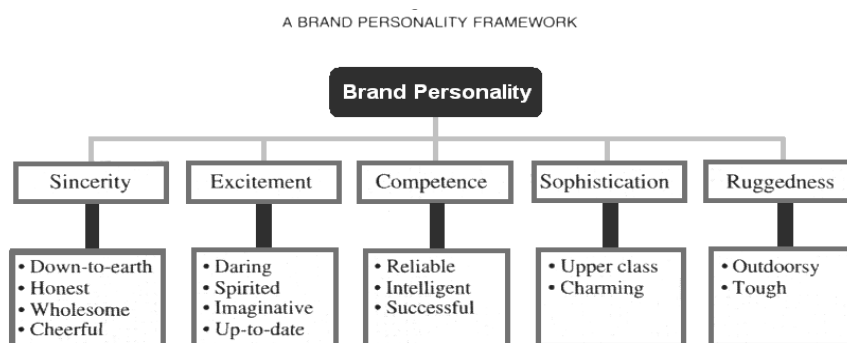 A BRAND PERSONALITY FRAMEWORK
Brand Personality
Sincerity
Excitement
Competence
Sophistication
Ruggedness
• Down-to-earth
• Honest
• Wholesome
• Cheerful
• Daring
• Spirited
• Imaginative
• Up-to-date
• Reliable
• Intelligent
• Successful
• Upper class
• Charming
• Outdoorsy
• Tough